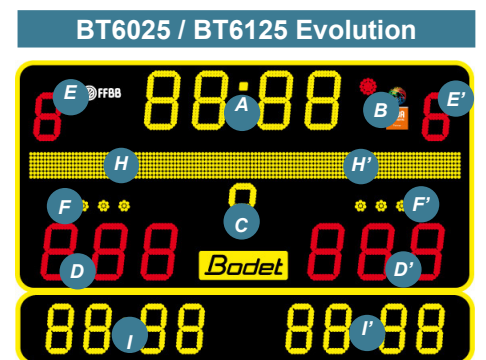 BT6025 / BT6125 Evolution
E FFBB 88:88 B E'
6 A 6
H H'
F F'
C
888 Bodet 888
D D'
88 88 88 88
I I'